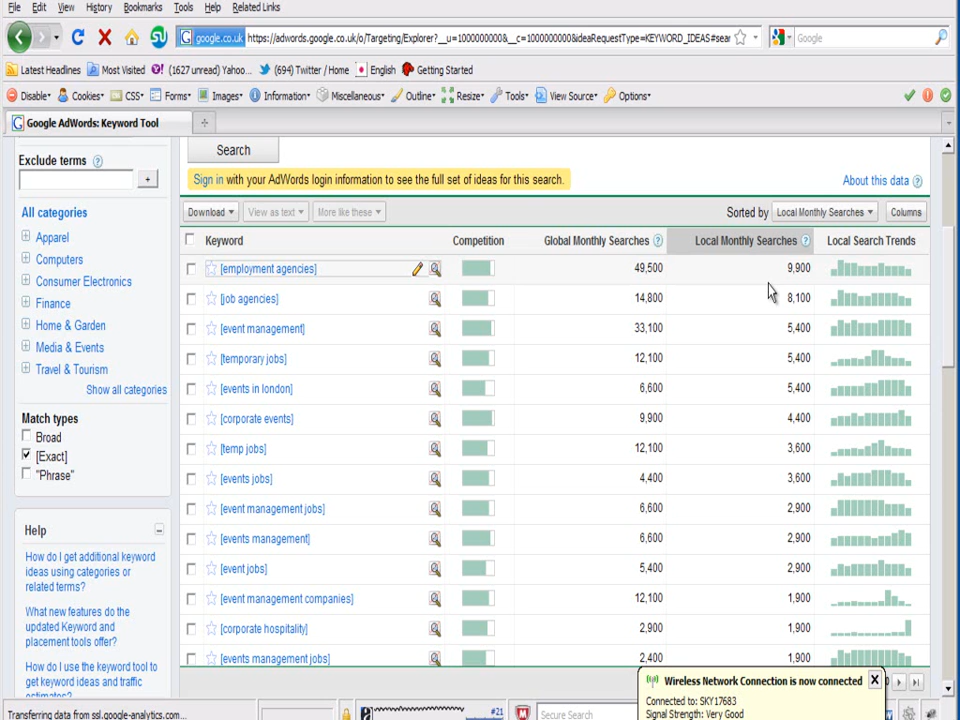 File Edit View History Bookmarks Tools Help Related Links
google.co.uk https://adwords.google.co.uk/o/Targeting/Explorer?__u=1000000000&__c=1000000000&ideaRequestType=KEYWORD_IDEAS#sear Google
Latest Headlines Most Visited (1627 unread) Yahoo... (694) Twitter / Home English Getting Started
Disable Cookies CSS Forms Images Information Miscellaneous Outline Resize Tools View Source Options
Google AdWords: Keyword Tool
Search
Exclude terms
Sign in with your AdWords login information to see the full set of ideas for this search. About this data
All categories
Download View as text More like these Sorted by Local Monthly Searches Columns
Apparel
Computers
Consumer Electronics
Finance
Home & Garden
Media & Events
Travel & Tourism
Show all categories
Match types
Broad
[Exact]
"Phrase"
Help
How do I get additional keyword
ideas using categories or
related terms?
What new features do the
updated Keyword and
placement tools offer?
How do I use the keyword tool to
get keyword ideas and traffic
estimates?
Keyword Competition Global Monthly Searches Local Monthly Searches Local Search Trends
[employment agencies] 49,500 9,900
[job agencies] 14,800 8,100
[event management] 33,100 5,400
[temporary jobs] 12,100 5,400
[events in london] 6,600 5,400
[corporate events] 9,900 4,400
[temp jobs] 12,100 3,600
[events jobs] 4,400 3,600
[event management jobs] 6,600 2,900
[events management] 6,600 2,900
[event jobs] 5,400 2,900
[event management companies] 12,100 1,900
[corporate hospitality] 2,900 1,900
[events management jobs] 2,400 1,900
Wireless Network Connection is now connected
Connected to: SKY17683
Signal Strength: Very Good
Transferring data from ssl.google-analytics.com... #21 Secure Search